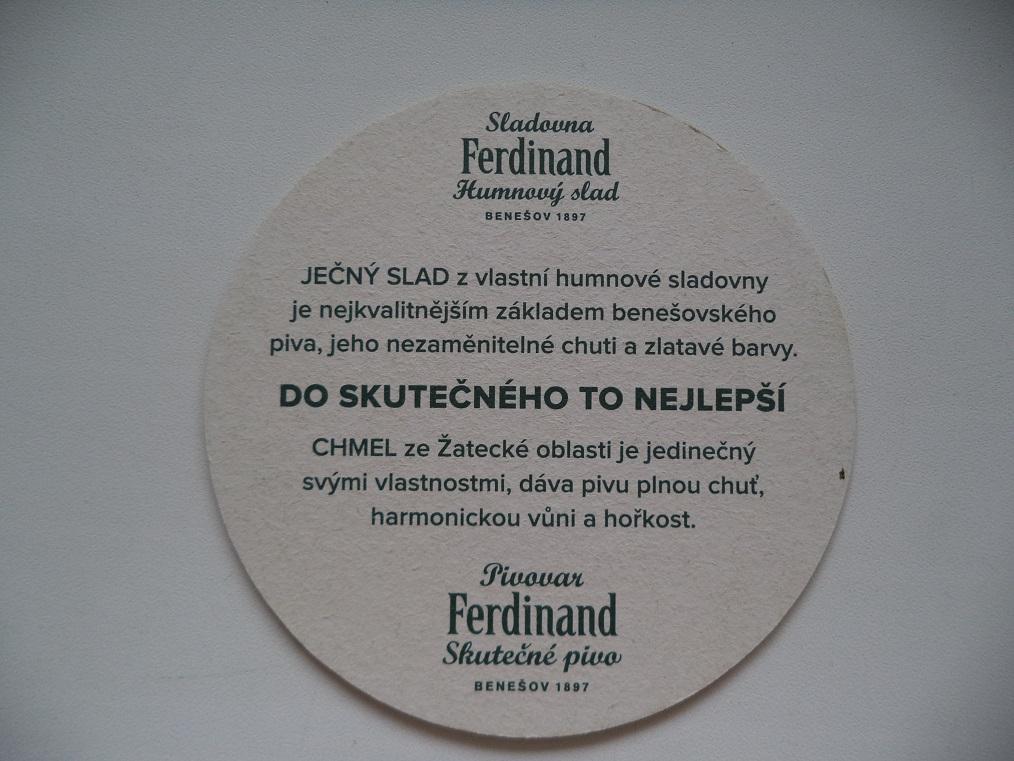 Sladovna
Ferdinand
Humnový slad
BENEŠOV 1897
JEČNÝ SLAD z vlastní humnové sladovny
je nejkvalitnějším základem benešovského
piva, jeho nezaměnitelné chuti a zlatavé barvy.
DO SKUTEČNÉHO TO NEJLEPŠÍ
CHMEL ze Žatecké oblasti je jedinečný
svými vlastnostmi, dáva pivu plnou chuť,
harmonickou vůni a hořkost.
Pivovar
Ferdinand
Skutečné pivo
BENEŠOV 1897